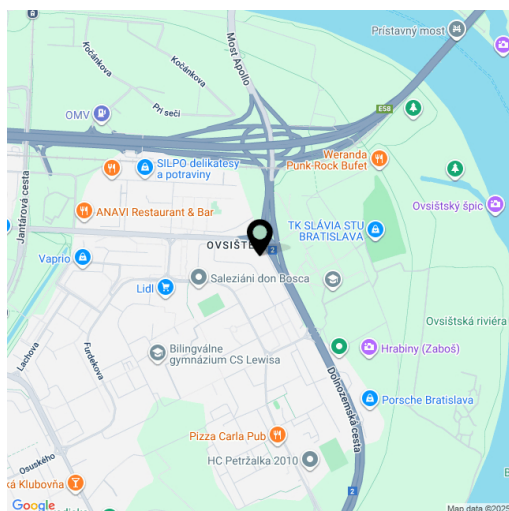 Prístavný most
Most Apollo
Kočánkova
Kočánkova
Pri seči
OMV
E58
SILPO delikatesy
a potraviny
Weranda
Punk Rock Bufet
Jantárová cesta
ANAVI Restaurant & Bar
Ovsištský špic
TK SLÁVIA STU
BRATISLAVA
OVSIŠTE
2
Vaprio
Saleziáni don Bosca
Lidl
Ovsištská riviéra
Lachova
Furdekova
Bilingválne
gymnázium CS Lewisa
Hrabiny (Zaboš)
Dolnozemská cesta
Porsche Bratislava
Pizza Carla Pub
Osuského
HC Petržalka 2010
ká Klubovňa
2
Google
Map data ©2025